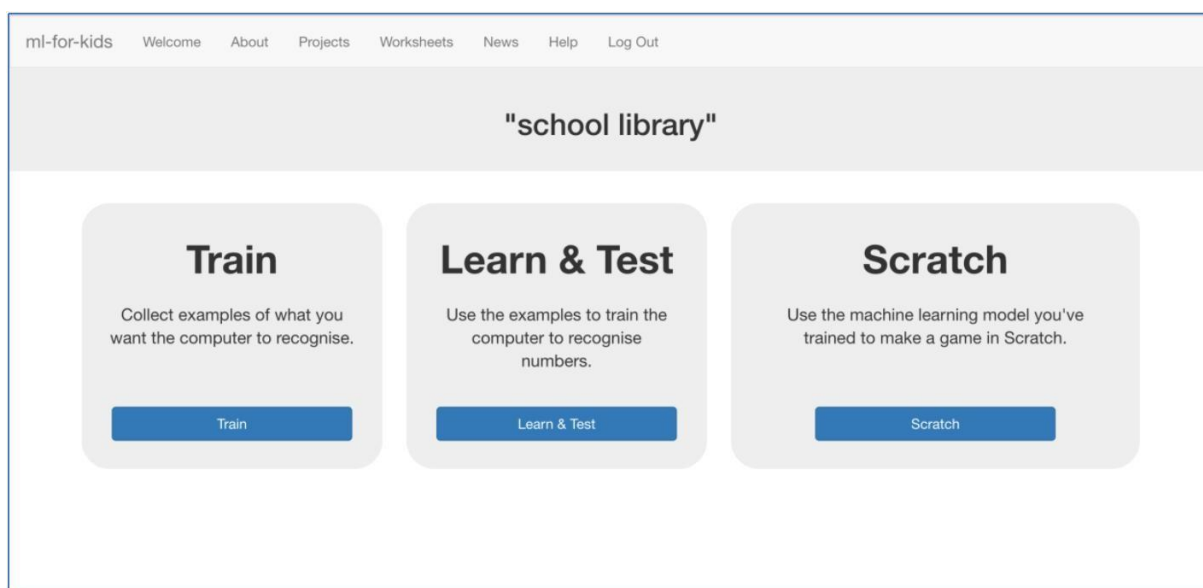 ml-for-kids Welcome About Projects Worksheets News Help Log Out
"school library"
Train
Collect examples of what you
want the computer to recognise.
Train
Learn & Test
Use the examples to train the
computer to recognise
numbers.
Learn & Test
Scratch
Use the machine learning model you've
trained to make a game in Scratch.
Scratch